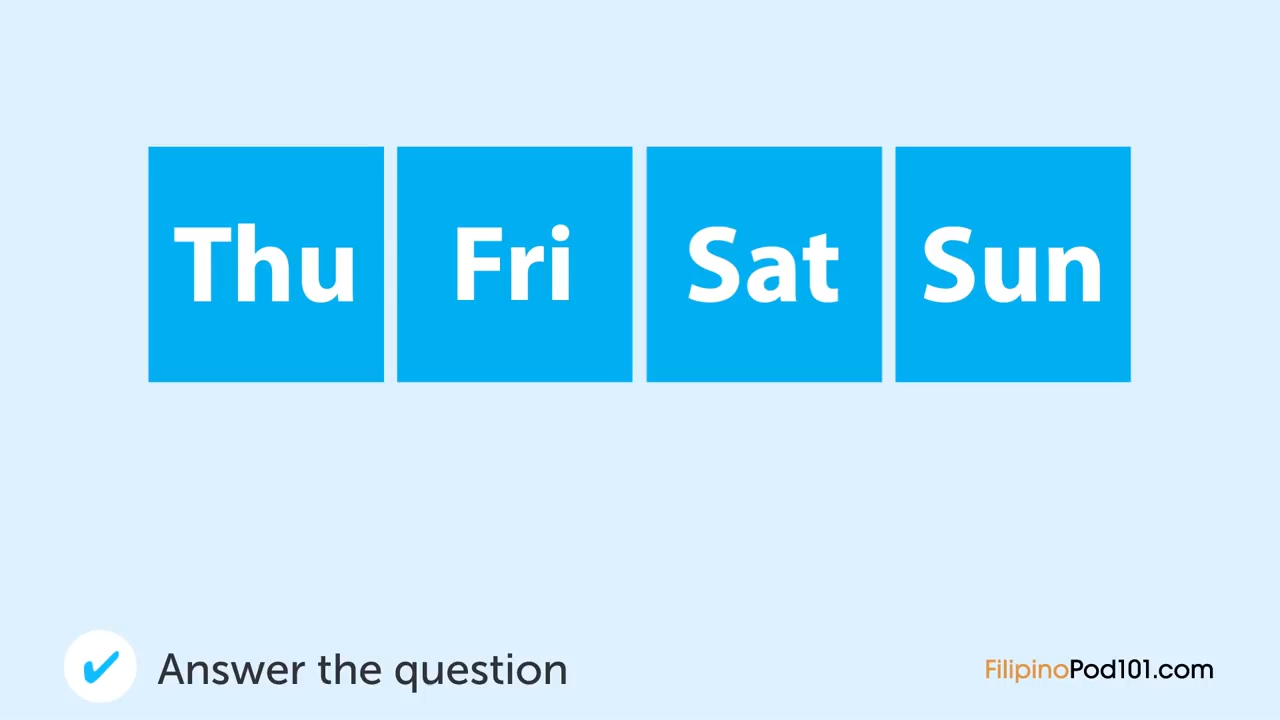 Thu Fri Sat Sun
Answer the question
FilipinoPod101.com